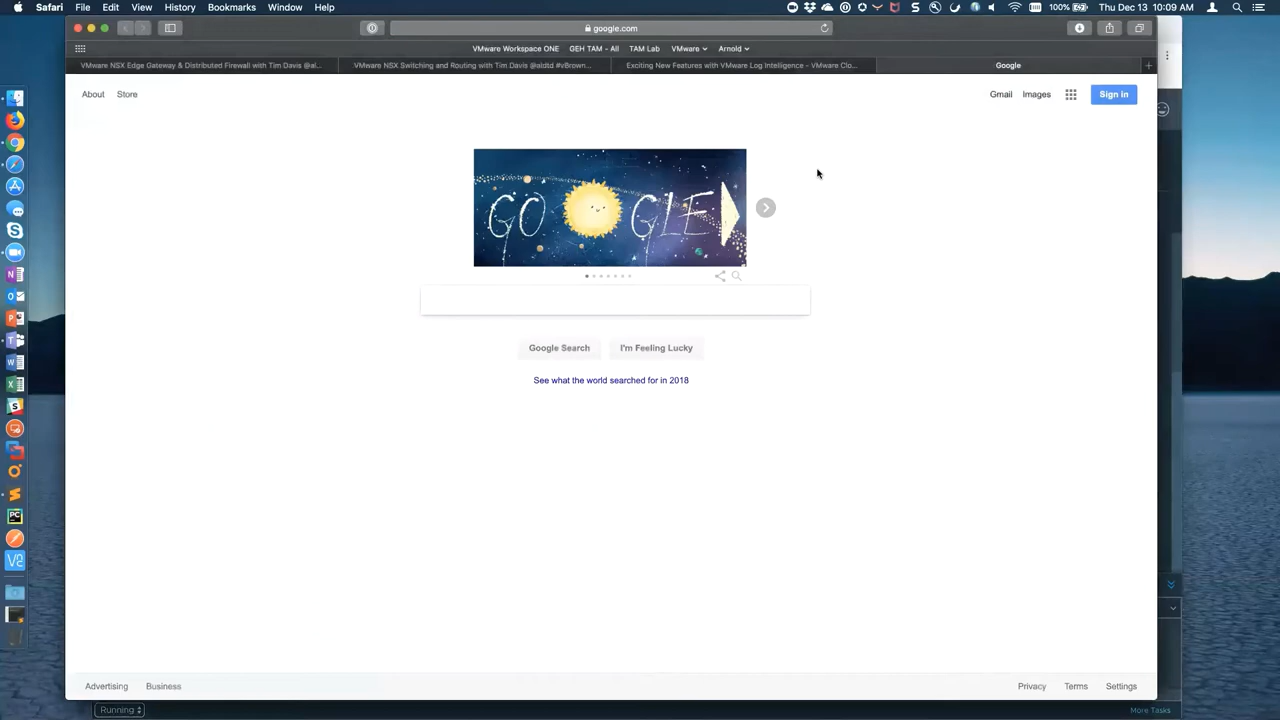 Safari File Edit View History Bookmarks Window Help
100% Thu Dec 13 10:09 AM
google.com
VMware Workspace ONE GEH TAM - All TAM Lab VMware Arnold
VMware NSX Edge Gateway & Distributed Firewall with Tim Davis @al...
VMware NSX Switching and Routing with Tim Davis @aldtd #vBrown...
Exciting New Features with VMware Log Intelligence - VMware Clo...
Google
About Store
Gmail Images Sign in
GOOGLE
Google Search I'm Feeling Lucky
See what the world searched for in 2018
Advertising Business
Privacy Terms Settings
Running
More Tasks